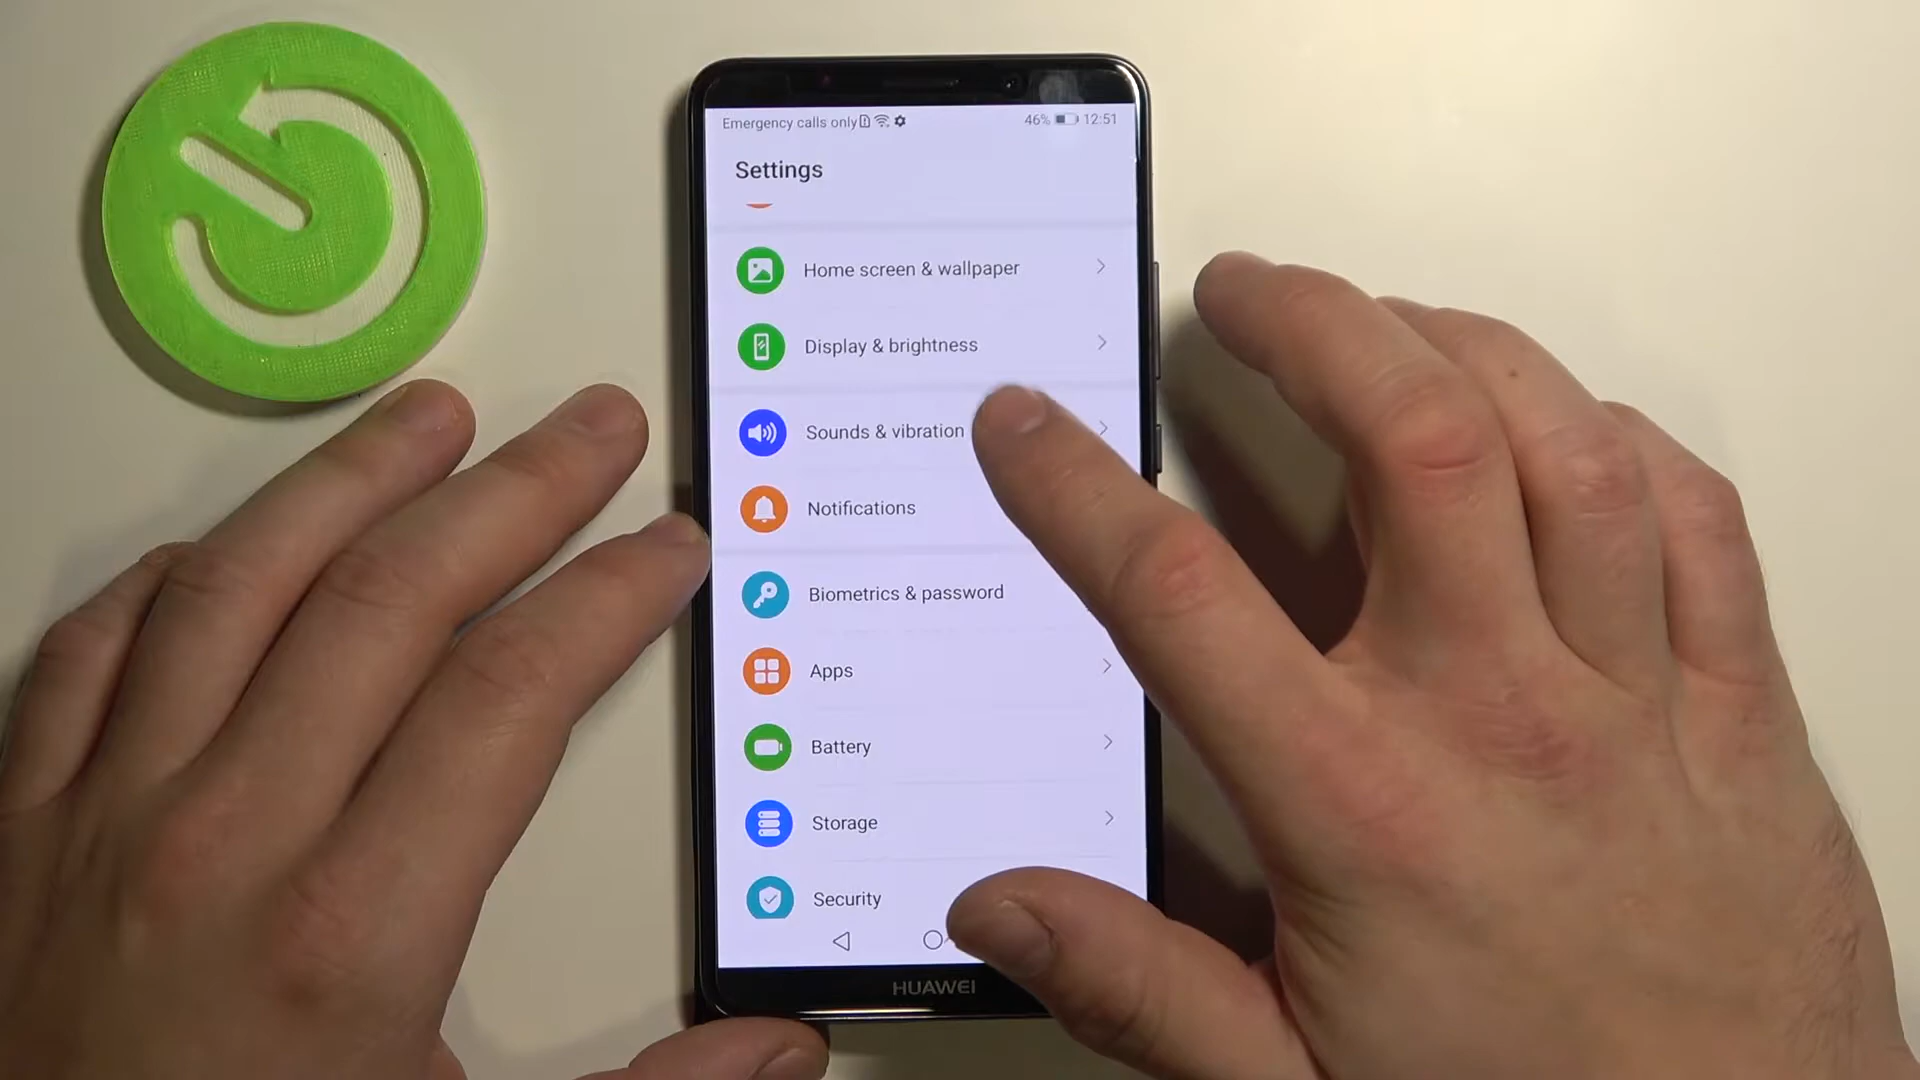 Emergency calls only
46% 12:51
Settings
Home screen & wallpaper
Display & brightness
Sounds & vibration
Notifications
Biometrics & password
Apps
Battery
Storage
Security
HUAWEI